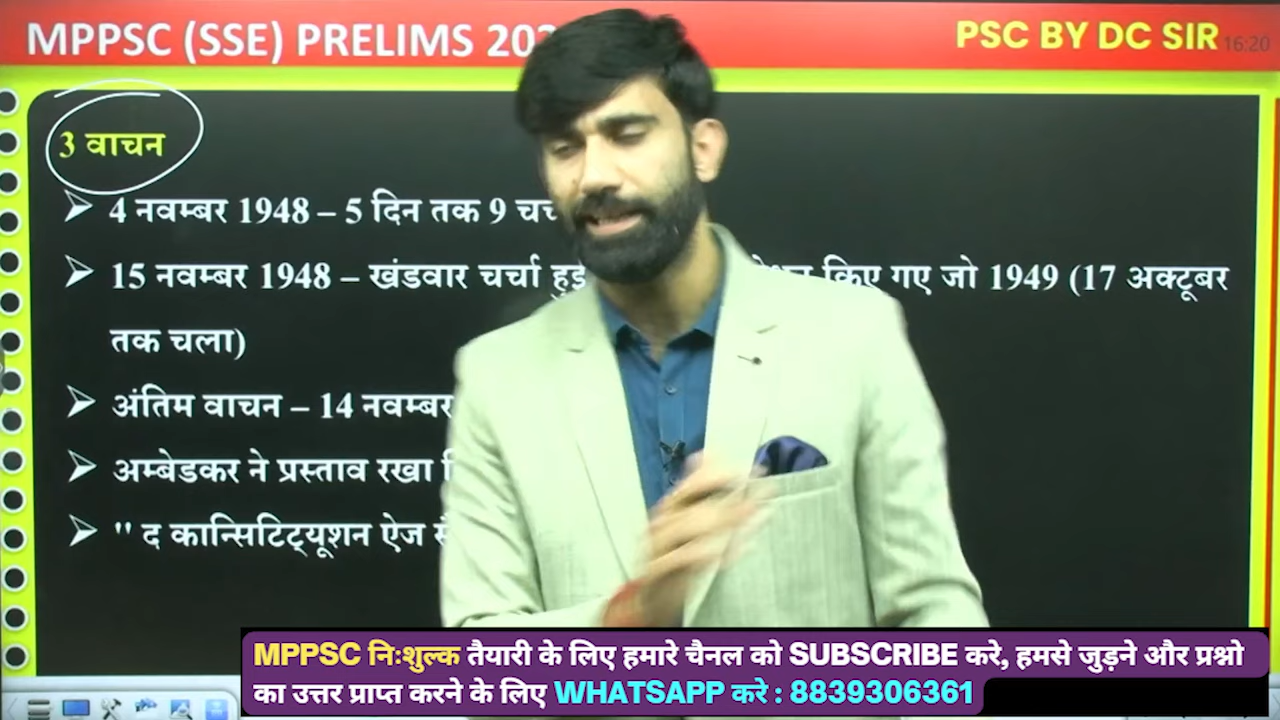 MPPSC (SSE) PRELIMS
PSC BY DC SIR
16:20
3 वाचन
➢ 4 नवम्बर 1948 – 5 दिन तक 9
➢ 15 नवम्बर 1948 – खंडवार चर्चा किए गए जो 1949 (17 अक्टूबर
तक चला)
➢ अंतिम वाचन – 14 नवम्बर
➢ अम्बेडकर ने प्रस्ताव रखा
➢ " द कान्सिटिट्यूशन ऐज
MPPSC निःशुल्क तैयारी के लिए हमारे चैनल को SUBSCRIBE करे, हमसे जुड़ने और प्रश्नो
का उत्तर प्राप्त करने के लिए WHATSAPP करे : 8839306361